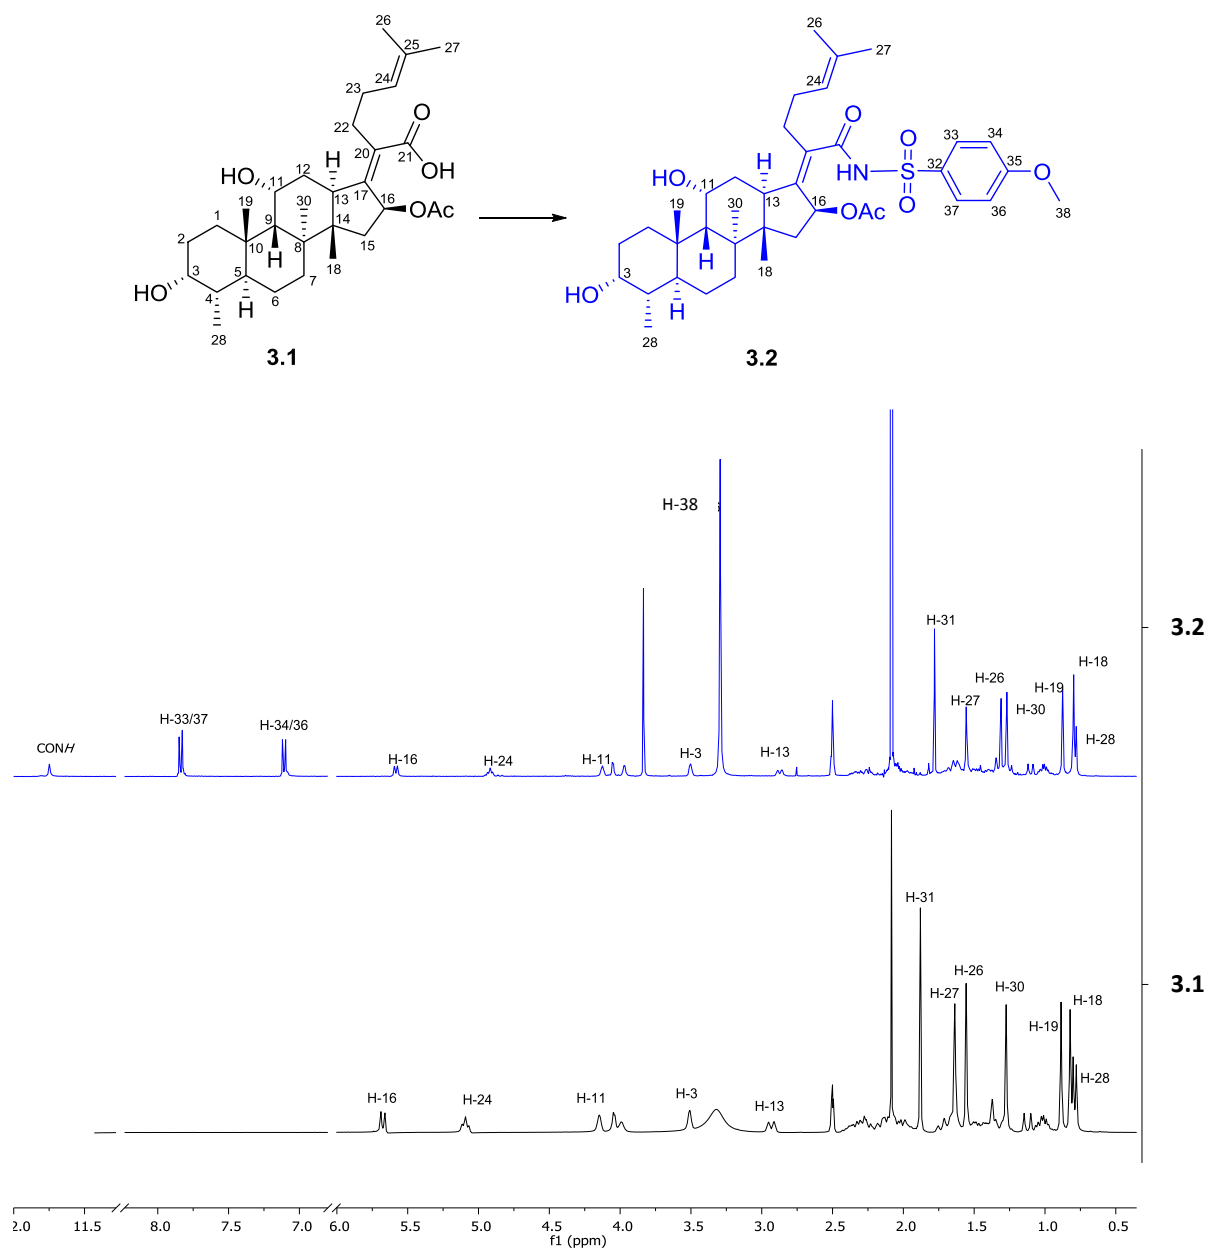 26
25
27
24
23
22
O
20
21
OH
12
H
17
HO
11
13
16
OAc
19
30
1
9
14
15
2
10
8
H
18
3
5
7
HO
4
6
H
28
3.1
26
27
24
O
33
34
O
32
35
HN
S
O
H
O
37
36
38
HO
11
30
13
16
OAc
19
H
18
3
HO
H
28
3.2
H-38
H-31
3.2
H-18
H-26
H-19
H-27
H-30
H-33/37
H-34/36
H-28
CONH
H-16
H-24
H-11
H-3
H-13
H-31
H-26
3.1
H-27
H-30
H-18
H-19
H-28
H-16
H-24
H-11
H-3
H-13
2.0 11.5 8.0 7.5 7.0 6.0 5.5 5.0 4.5 4.0 3.5 3.0 2.5 2.0 1.5 1.0 0.5
f1 (ppm)